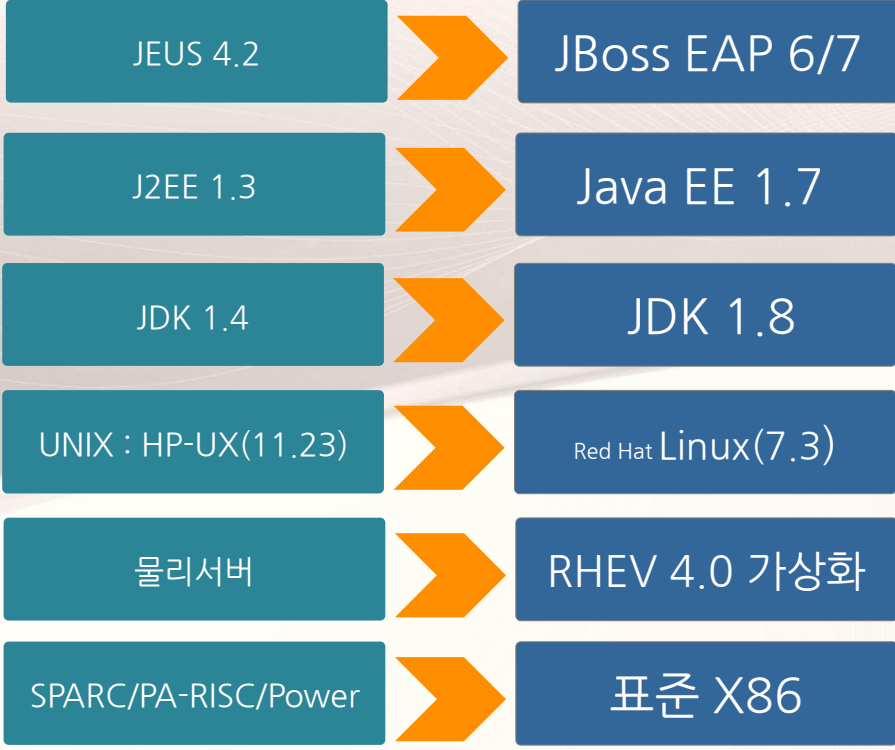 JEUS 4.2
JBoss EAP 6/7
J2EE 1.3
Java EE 1.7
JDK 1.4
JDK 1.8
UNIX : HP-UX(11.23)
Red Hat Linux(7.3)
물리서버
RHEV 4.0 가상화
SPARC/PA-RISC/Power
표준 X86